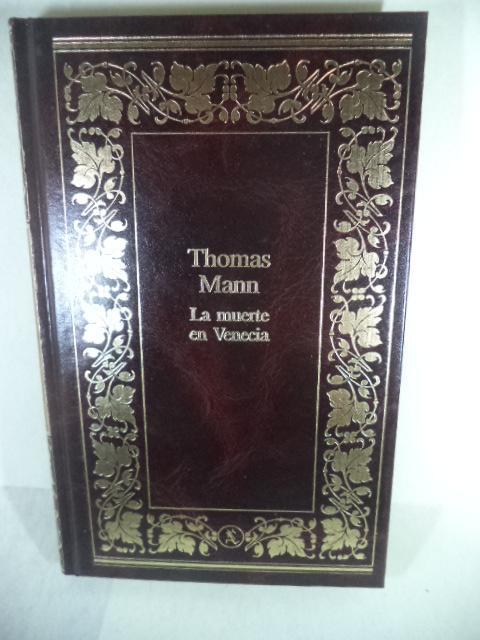 Thomas
Mann
La muerte
en Venecia